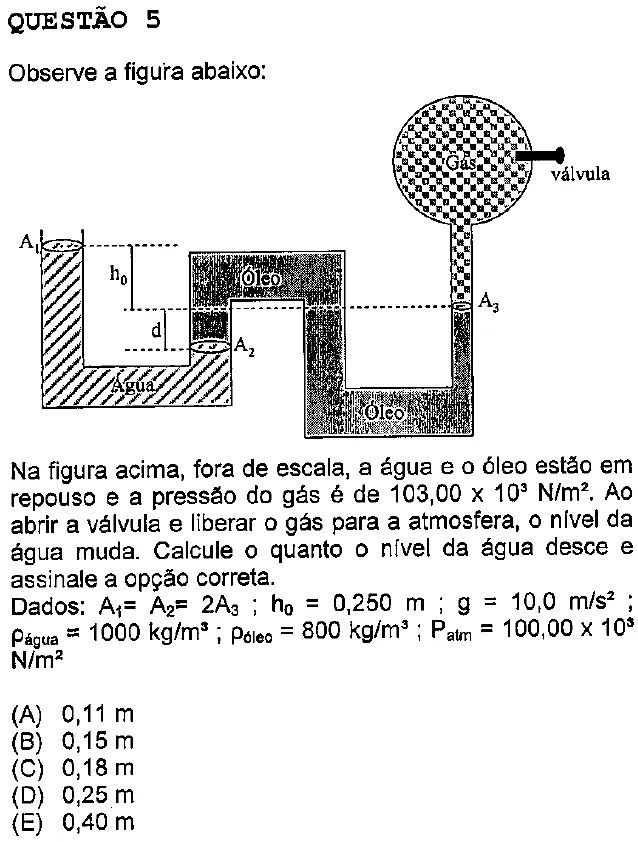 QUESTÃO 5
Observe a figura abaixo:
Gás
válvula
A₁
h₀
Óleo
A₃
d
A₂
Água
Óleo
Na figura acima, fora de escala, a água e o óleo estão em
repouso e a pressão do gás é de 103,00 x 10³ N/m². Ao
abrir a válvula e liberar o gás para a atmosfera, o nível da
água muda. Calcule o quanto o nível da água desce e
assinale a opção correta.
Dados: A₁= A₂= 2A₃ ; h₀ = 0,250 m ; g = 10,0 m/s² ;
ρágua = 1000 kg/m³ ; ρóleo = 800 kg/m³ ; Patm = 100,00 x 10³
N/m²
(A) 0,11 m
(B) 0,15 m
(C) 0,18 m
(D) 0,25 m
(E) 0,40 m